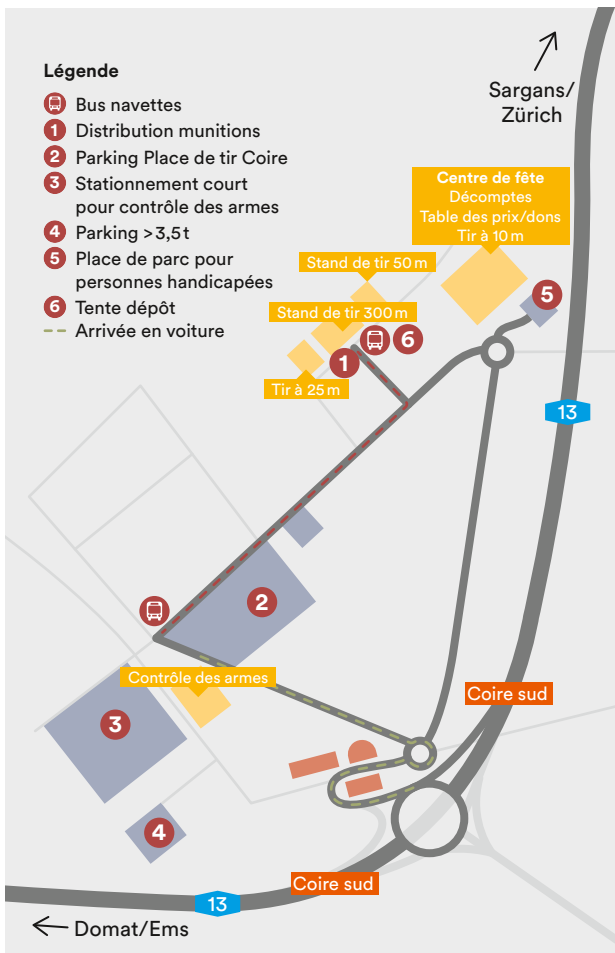 Légende
Bus navettes
1 Distribution munitions
2 Parking Place de tir Coire
3 Stationnement court
pour contrôle des armes
4 Parking >3,5 t
5 Place de parc pour
personnes handicapées
6 Tente dépôt
Arrivée en voiture
Sargans/
Zürich
Centre de fête
Décomptes
Table des prix/dons
Tir à 10 m
5
Stand de tir 50 m
Stand de tir 300 m
6
1
Tir à 25 m
13
2
Contrôle des armes
Coire sud
3
4
Coire sud
13
Domat/Ems